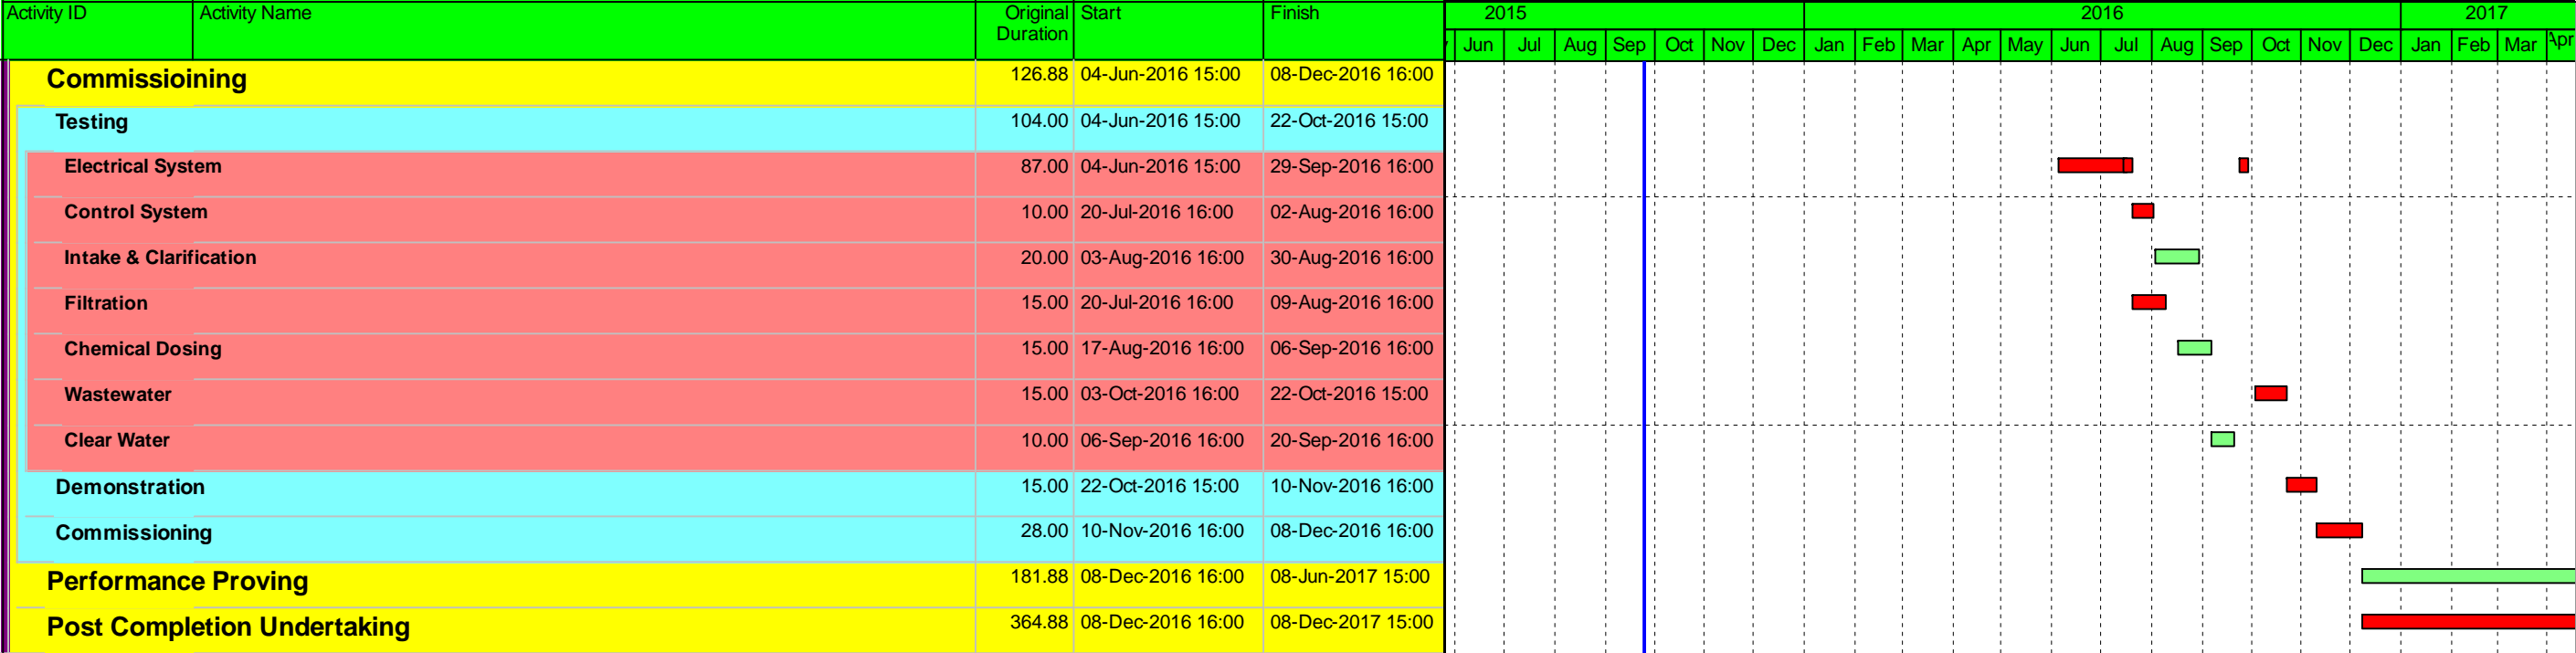 Activity ID Activity Name Original Duration Start Finish 2015 2016 2017
Jun Jul Aug Sep Oct Nov Dec Jan Feb Mar Apr May Jun Jul Aug Sep Oct Nov Dec Jan Feb Mar Apr
Commissioining 126.88 04-Jun-2016 15:00 08-Dec-2016 16:00
Testing 104.00 04-Jun-2016 15:00 22-Oct-2016 15:00
Electrical System 87.00 04-Jun-2016 15:00 29-Sep-2016 16:00
Control System 10.00 20-Jul-2016 16:00 02-Aug-2016 16:00
Intake & Clarification 20.00 03-Aug-2016 16:00 30-Aug-2016 16:00
Filtration 15.00 20-Jul-2016 16:00 09-Aug-2016 16:00
Chemical Dosing 15.00 17-Aug-2016 16:00 06-Sep-2016 16:00
Wastewater 15.00 03-Oct-2016 16:00 22-Oct-2016 15:00
Clear Water 10.00 06-Sep-2016 16:00 20-Sep-2016 16:00
Demonstration 15.00 22-Oct-2016 15:00 10-Nov-2016 16:00
Commissioning 28.00 10-Nov-2016 16:00 08-Dec-2016 16:00
Performance Proving 181.88 08-Dec-2016 16:00 08-Jun-2017 15:00
Post Completion Undertaking 364.88 08-Dec-2016 16:00 08-Dec-2017 15:00